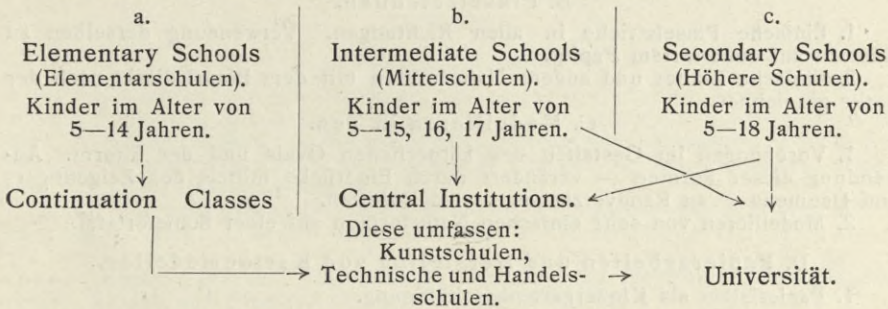 a.
Elementary Schools
(Elementarschulen).
Kinder im Alter von
5—14 Jahren.
b.
Intermediate Schools
(Mittelschulen).
Kinder im Alter von
5—15, 16, 17 Jahren.
c.
Secondary Schools
(Höhere Schulen).
Kinder im Alter von
5—18 Jahren.
Continuation Classes
Central Institutions.
Diese umfassen:
Kunstschulen,
Technische und Handels-
schulen.
Universität.